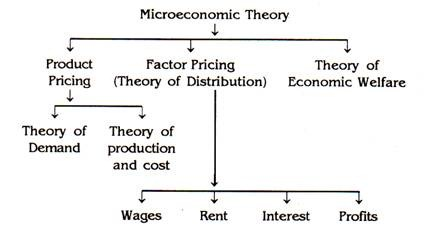 Microeconomic Theory
Product Pricing
Factor Pricing
(Theory of Distribution)
Theory of
Economic Welfare
Theory of
Demand
Theory of
production
and cost
Wages
Rent
Interest
Profits